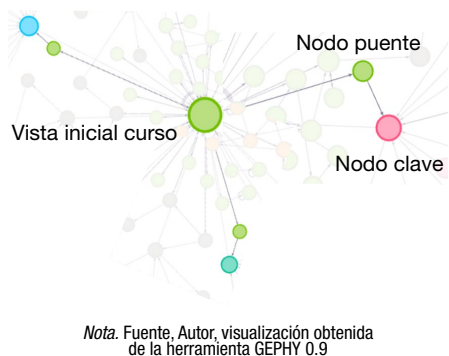 Nodo puente
Vista inicial curso
Nodo clave
Nota. Fuente, Autor, visualización obtenida
de la herramienta GEPHY 0.9